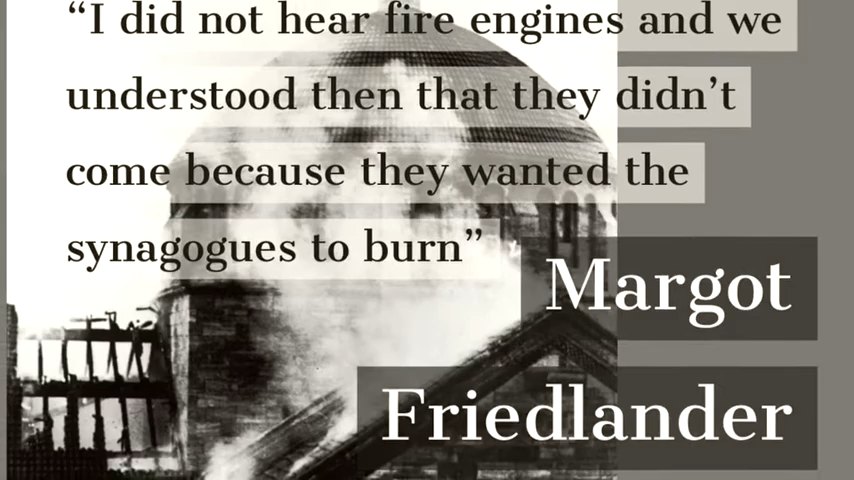 “I did not hear fire engines and we
understood then that they didn’t
come because they wanted the
synagogues to burn”
Margot
Friedlander